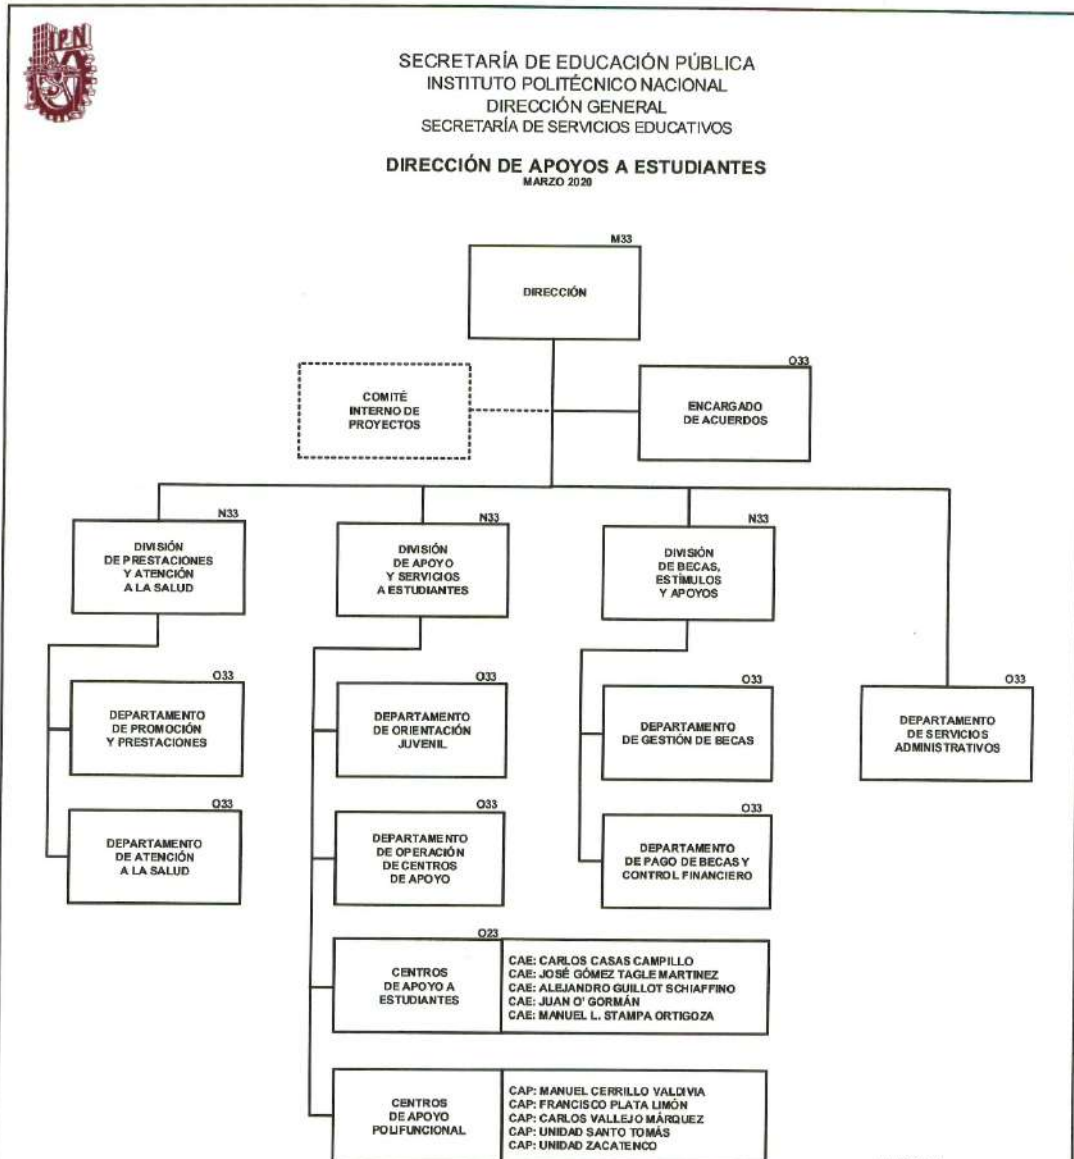 IPN
SECRETARÍA DE EDUCACIÓN PÚBLICA
INSTITUTO POLITÉCNICO NACIONAL
DIRECCIÓN GENERAL
SECRETARÍA DE SERVICIOS EDUCATIVOS
DIRECCIÓN DE APOYOS A ESTUDIANTES
MARZO 2020
M33
DIRECCIÓN
COMITÉ
INTERNO DE
PROYECTOS
O33
ENCARGADO
DE ACUERDOS
N33
DIVISIÓN
DE PRESTACIONES
Y ATENCIÓN
A LA SALUD
N33
DIVISIÓN
DE APOYO
Y SERVICIOS
A ESTUDIANTES
N33
DIVISIÓN
DE BECAS,
ESTÍMULOS
Y APOYOS
O33
DEPARTAMENTO
DE PROMOCIÓN
Y PRESTACIONES
O33
DEPARTAMENTO
DE ORIENTACIÓN
JUVENIL
O33
DEPARTAMENTO
DE GESTIÓN DE BECAS
O33
DEPARTAMENTO
DE SERVICIOS
ADMINISTRATIVOS
O33
DEPARTAMENTO
DE ATENCIÓN
A LA SALUD
O33
DEPARTAMENTO
DE OPERACIÓN
DE CENTROS
DE APOYO
O33
DEPARTAMENTO
DE PAGO DE BECAS Y
CONTROL FINANCIERO
O23
CENTROS
DE APOYO A
ESTUDIANTES
CAE: CARLOS CASAS CAMPILLO
CAE: JOSÉ GÓMEZ TAGLE MARTINEZ
CAE: ALEJANDRO GUILLOT SCHIAFFINO
CAE: JUAN O' GORMÁN
CAE: MANUEL L. STAMPA ORTIGOZA
CENTROS
DE APOYO
POLIFUNCIONAL
CAP: MANUEL CERRILLO VALDIVIA
CAP: FRANCISCO PLATA LIMÓN
CAP: CARLOS VALLEJO MÁRQUEZ
CAP: UNIDAD SANTO TOMÁS
CAP: UNIDAD ZACATENCO